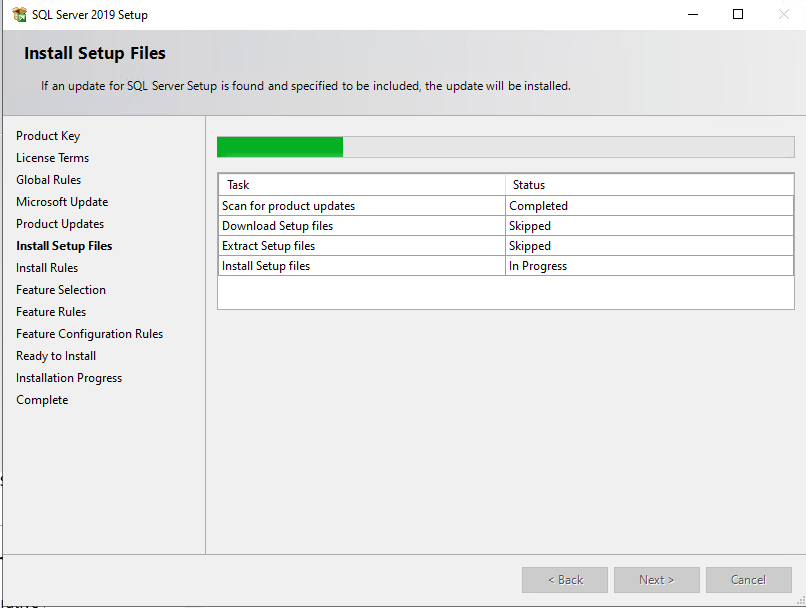 SQL Server 2019 Setup
Install Setup Files
If an update for SQL Server Setup is found and specified to be included, the update will be installed.
Product Key
License Terms
Global Rules
Microsoft Update
Product Updates
Install Setup Files
Install Rules
Feature Selection
Feature Rules
Feature Configuration Rules
Ready to Install
Installation Progress
Complete
Task Status
Scan for product updates Completed
Download Setup files Skipped
Extract Setup files Skipped
Install Setup files In Progress
< Back Next > Cancel